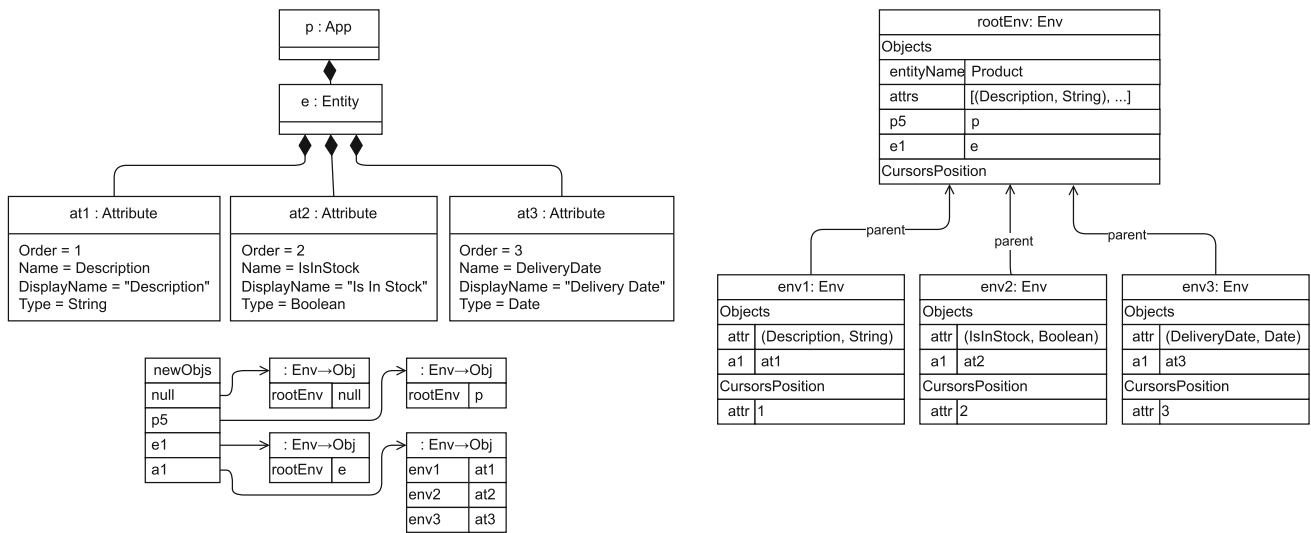 p : App
e : Entity
at1 : Attribute
Order = 1
Name = Description
DisplayName = "Description"
Type = String
at2 : Attribute
Order = 2
Name = IsInStock
DisplayName = "Is In Stock"
Type = Boolean
at3 : Attribute
Order = 3
Name = DeliveryDate
DisplayName = "Delivery Date"
Type = Date
newObjs
null
p5
e1
a1
: Env→Obj
rootEnv null
: Env→Obj
rootEnv p
: Env→Obj
rootEnv e
: Env→Obj
env1 at1
env2 at2
env3 at3
rootEnv: Env
Objects
entityName Product
attrs [(Description, String), ...]
p5 p
e1 e
CursorsPosition
parent
parent
parent
env1: Env
Objects
attr (Description, String)
a1 at1
CursorsPosition
attr 1
env2: Env
Objects
attr (IsInStock, Boolean)
a1 at2
CursorsPosition
attr 2
env3: Env
Objects
attr (DeliveryDate, Date)
a1 at3
CursorsPosition
attr 3